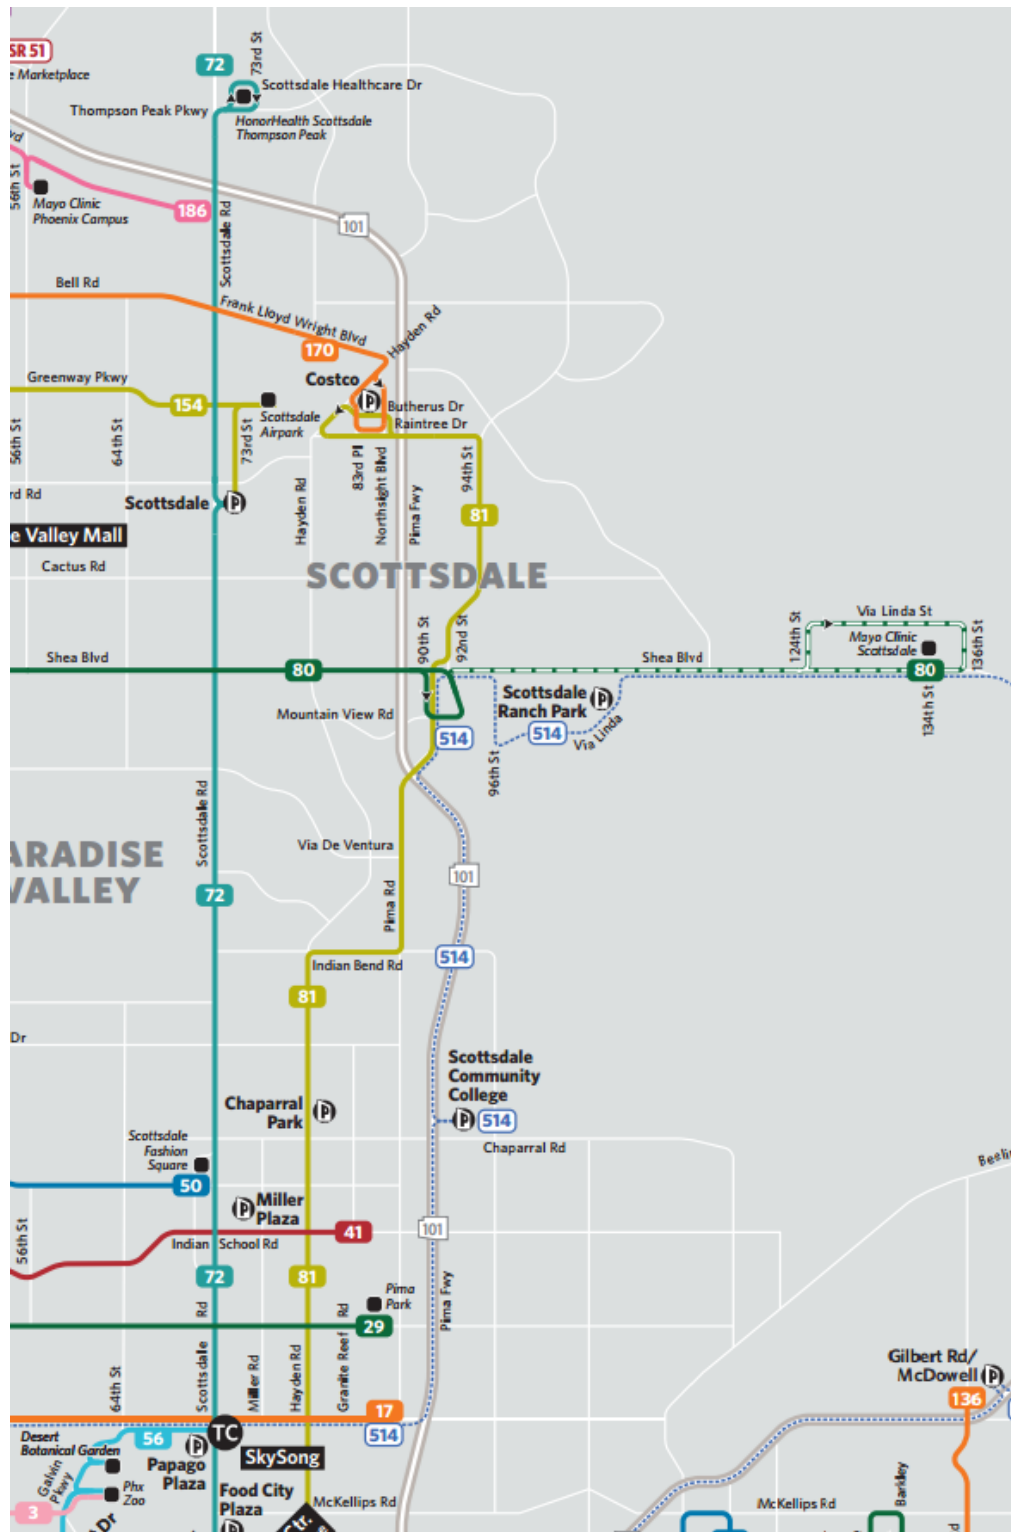 72
73rd St
SR 51
e Marketplace
Scottsdale Healthcare Dr
Thompson Peak Pkwy
HonorHealth Scottsdale
Thompson Peak
vd
56th St
Mayo Clinic
Phoenix Campus
186
Scottsdale Rd
101
Bell Rd
Frank Lloyd Wright Blvd
Hayden Rd
170
Greenway Pkwy
Costco
P
154
Butherus Dr
Scottsdale
Airpark
Raintree Dr
56th St
64th St
73rd St
83rd Pl
Northsight Blvd
94th St
rd Rd
Scottsdale
P
Hayden Rd
Pima Fwy
81
e Valley Mall
Cactus Rd
SCOTTSDALE
90th St
92nd St
124th St
Via Linda St
Mayo Clinic
Scottsdale
136th St
Shea Blvd
80
Shea Blvd
80
Scottsdale
Ranch Park
P
134th St
Mountain View Rd
514
514
Via Linda
96th St
Scottsdale Rd
Via De Ventura
ARADISE
VALLEY
101
72
Pima Rd
514
Indian Bend Rd
81
Dr
Scottsdale
Community
College
P
514
Chaparral
Park
P
Scottsdale
Fashion
Square
Chaparral Rd
50
P
Miller
Plaza
56th St
41
101
Indian School Rd
72
81
Pima
Park
Pima Fwy
Rd
Rd
29
64th St
Scottsdale
Miller Rd
Hayden Rd
Granite Reef
Gilbert Rd/
McDowell
P
136
17
514
TC
Desert
Botanical Garden
56
P
SkySong
Papago
Plaza
Galvin
Pkwy
Phx
Zoo
Food City
Plaza
P
McKellips Rd
3
Dr
Ctr.
McKellips Rd
Barkley